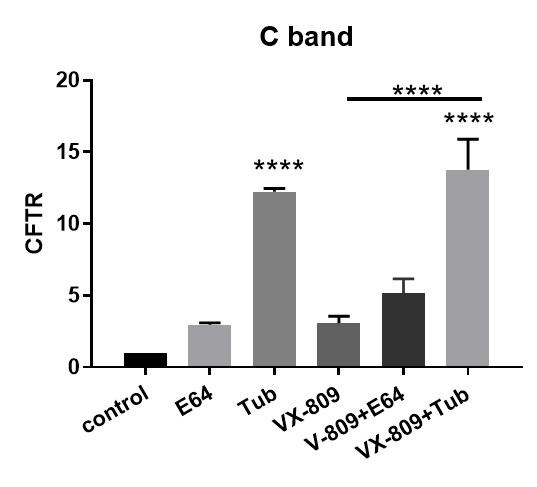 C band
20
****
****
15
****
CFTR
10
5
0
control
E64
Tub
VX-809
V-809+E64
VX-809+Tub